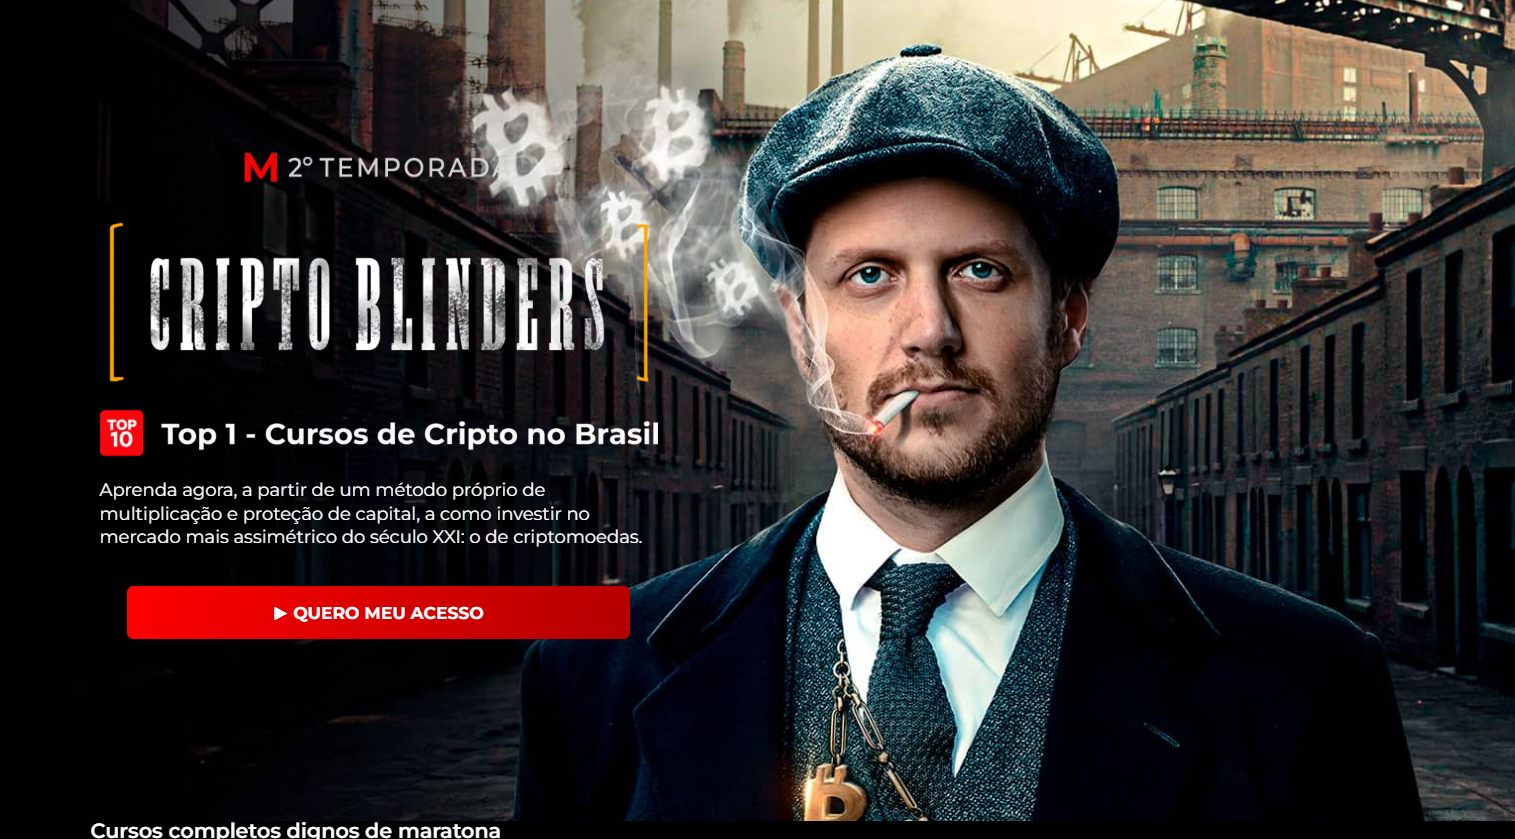 M 2º TEMPORADA
CRIPTO BLINDERS
TOP
10
Top 1 - Cursos de Cripto no Brasil
Aprenda agora, a partir de um método próprio de
multiplicação e proteção de capital, a como investir no
mercado mais assimétrico do século XXI: o de criptomoedas.
QUERO MEU ACESSO
Cursos completos dignos de maratona